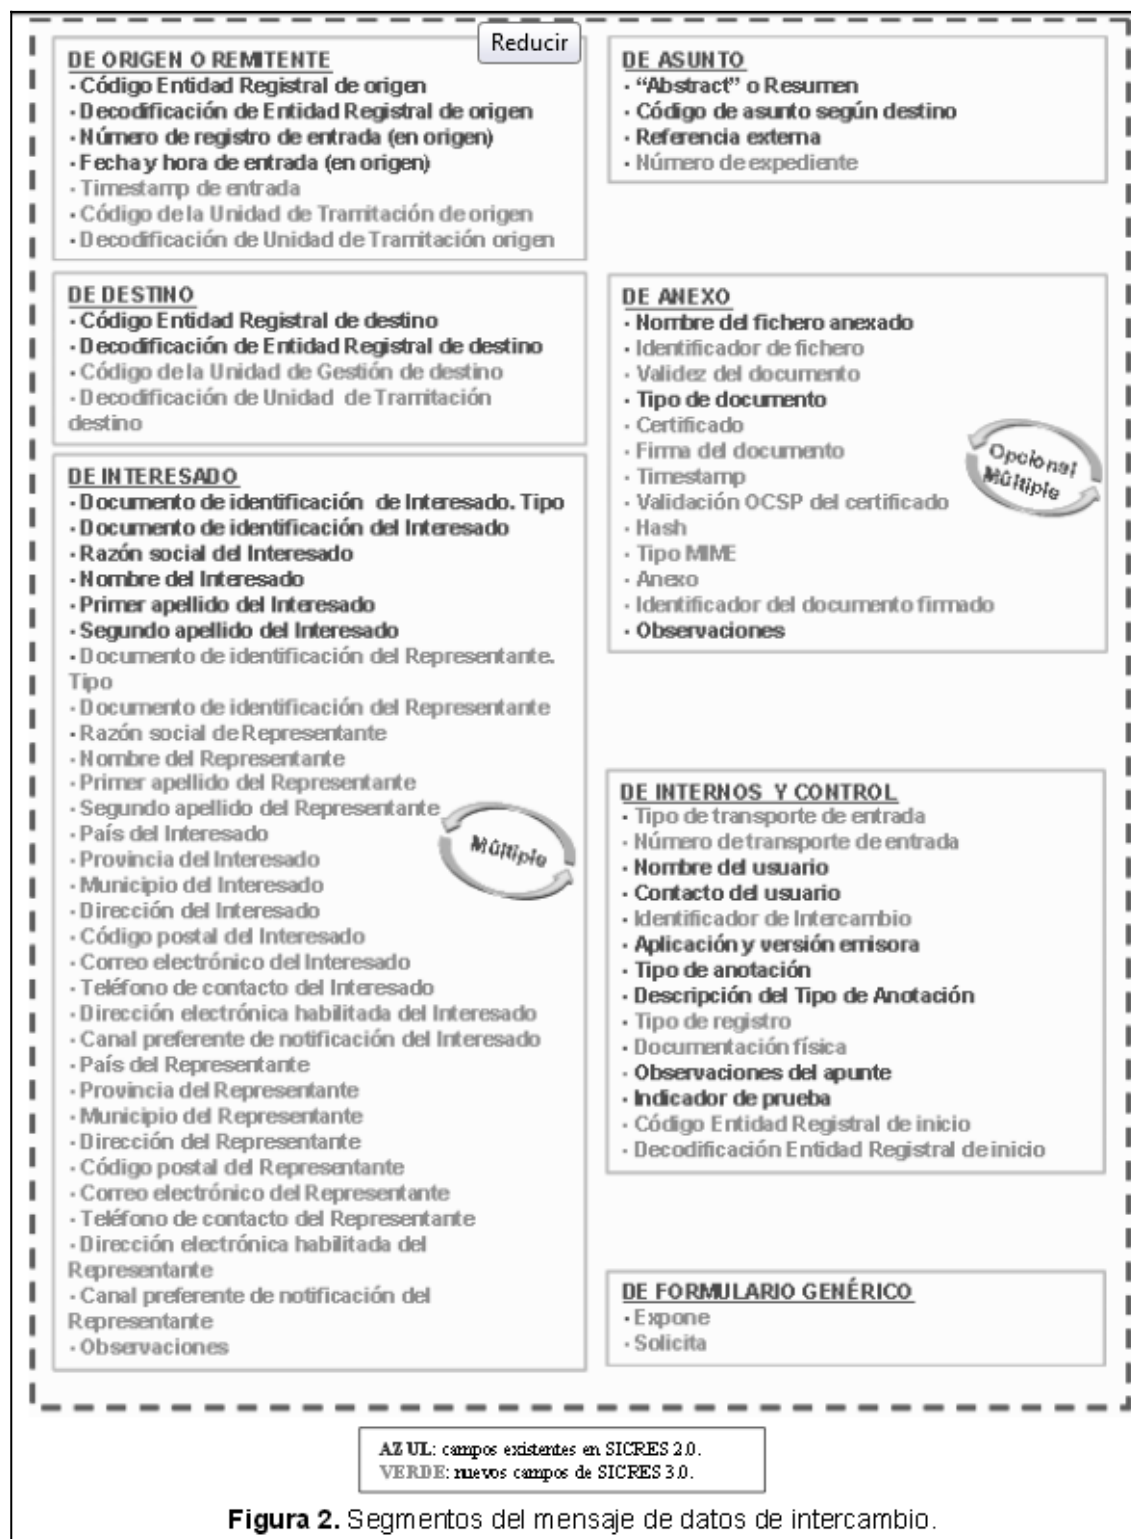 Reducir
DE ORIGEN O REMITENTE
· Código Entidad Registral de origen
· Decodificación de Entidad Registral de origen
· Número de registro de entrada (en origen)
· Fecha y hora de entrada (en origen)
· Timestamp de entrada
· Código de la Unidad de Tramitación de origen
· Decodificación de Unidad de Tramitación origen
DE DESTINO
· Código Entidad Registral de destino
· Decodificación de Entidad Registral de destino
· Código de la Unidad de Gestión de destino
· Decodificación de Unidad de Tramitación
destino
DE INTERESADO
· Documento de identificación de Interesado. Tipo
· Documento de identificación del Interesado
· Razón social del Interesado
· Nombre del Interesado
· Primer apellido del Interesado
· Segundo apellido del Interesado
· Documento de identificación del Representante.
Tipo
· Documento de identificación del Representante
· Razón social de Representante
· Nombre del Representante
· Primer apellido del Representante
· Segundo apellido del Representante
· País del Interesado
· Provincia del Interesado
· Municipio del Interesado
· Dirección del Interesado
· Código postal del Interesado
· Correo electrónico del Interesado
· Teléfono de contacto del Interesado
· Dirección electrónica habilitada del Interesado
· Canal preferente de notificación del Interesado
· País del Representante
· Provincia del Representante
· Municipio del Representante
· Dirección del Representante
· Código postal del Representante
· Correo electrónico del Representante
· Teléfono de contacto del Representante
· Dirección electrónica habilitada del
Representante
· Canal preferente de notificación del
Representante
· Observaciones
Múltiple
DE ASUNTO
· “Abstract” o Resumen
· Código de asunto según destino
· Referencia externa
· Número de expediente
DE ANEXO
· Nombre del fichero anexado
· Identificador de fichero
· Validez del documento
· Tipo de documento
· Certificado
· Firma del documento
· Timestamp
· Validación OCSP del certificado
· Hash
· Tipo MIME
· Anexo
· Identificador del documento firmado
· Observaciones
Opcional
Múltiple
DE INTERNOS Y CONTROL
· Tipo de transporte de entrada
· Número de transporte de entrada
· Nombre del usuario
· Contacto del usuario
· Identificador de Intercambio
· Aplicación y versión emisora
· Tipo de anotación
· Descripción del Tipo de Anotación
· Tipo de registro
· Documentación física
· Observaciones del apunte
· Indicador de prueba
· Código Entidad Registral de inicio
· Decodificación Entidad Registral de inicio
DE FORMULARIO GENÉRICO
· Expone
· Solicita
AZUL: campos existentes en SICRES 2.0.
VERDE: nuevos campos de SICRES 3.0.
Figura 2. Segmentos del mensaje de datos de intercambio.